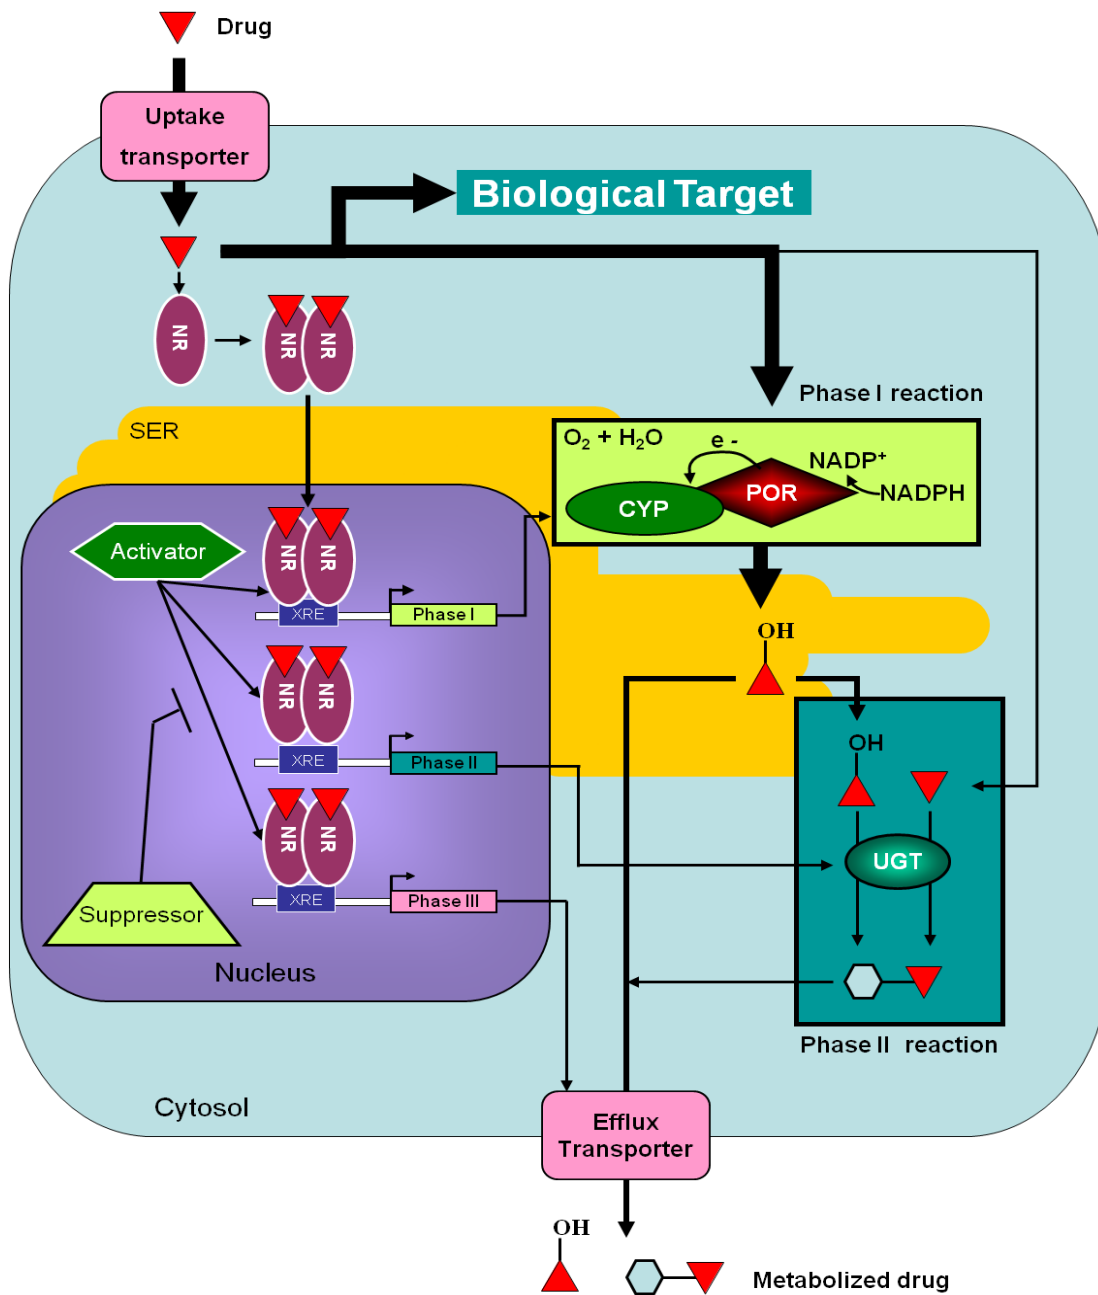 Drug
Uptake
transporter
Biological Target
NR
NR
NR
Phase I reaction
SER
O₂ + H₂O
e -
NADP⁺
CYP
POR
NADPH
Activator
NR
NR
XRE
Phase I
OH
NR
NR
XRE
Phase II
OH
NR
NR
UGT
XRE
Phase III
Suppressor
Nucleus
Phase II reaction
Cytosol
Efflux
Transporter
OH
Metabolized drug